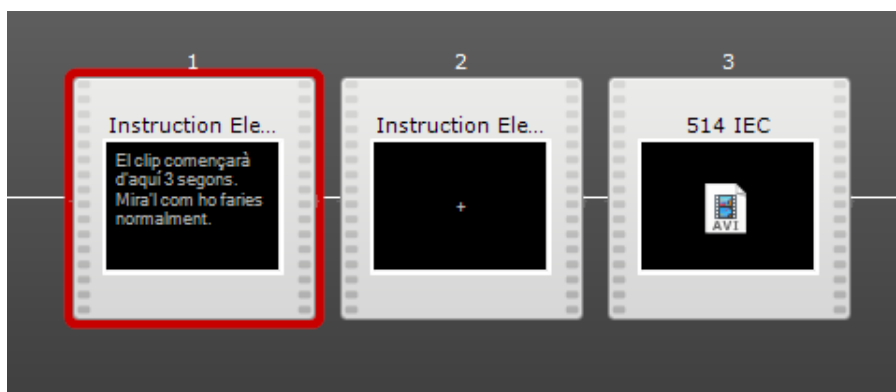 1
2
3
Instruction Ele...
Instruction Ele...
514 IEC
El clip començarà
d'aquí 3 segons.
Mira'l com ho faries
normalment.
+
AVI